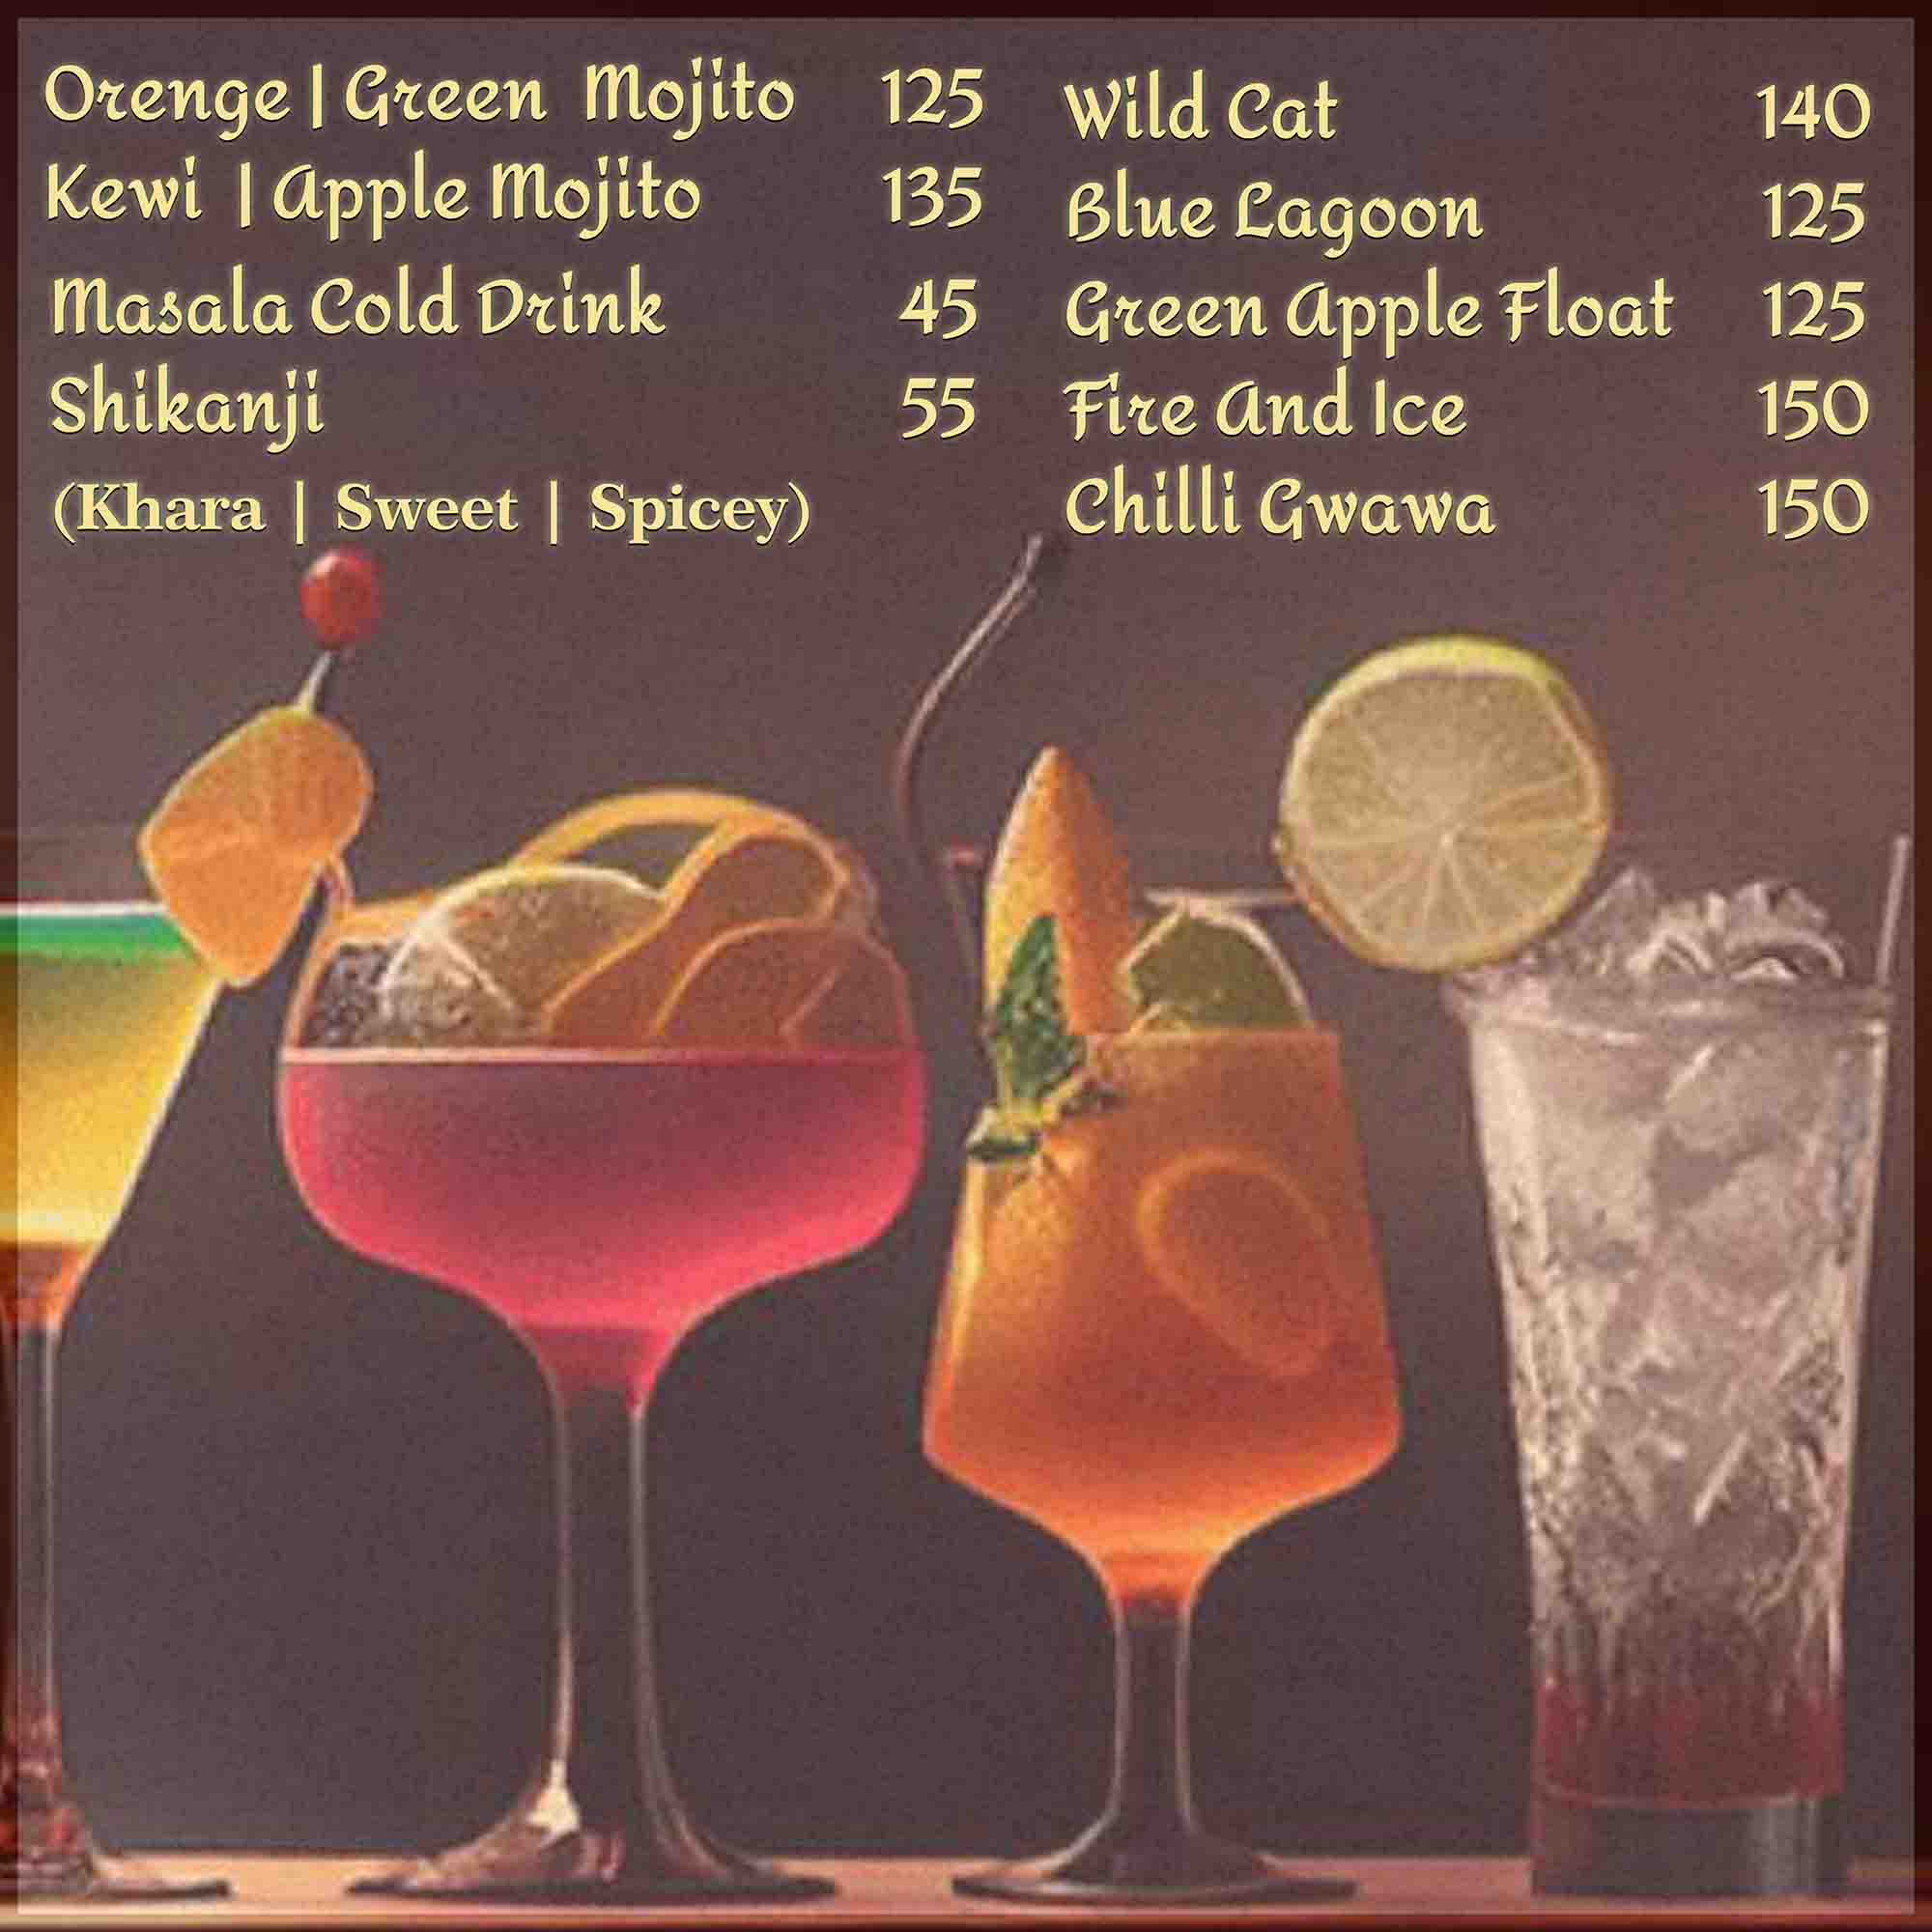 Orenge | Green Mojito 125
Kewi | Apple Mojito 135
Masala Cold Drink 45
Shikanji 55
(Khara | Sweet | Spicey)
Wild Cat 140
Blue Lagoon 125
Green Apple Float 125
Fire And Ice 150
Chilli Gwawa 150